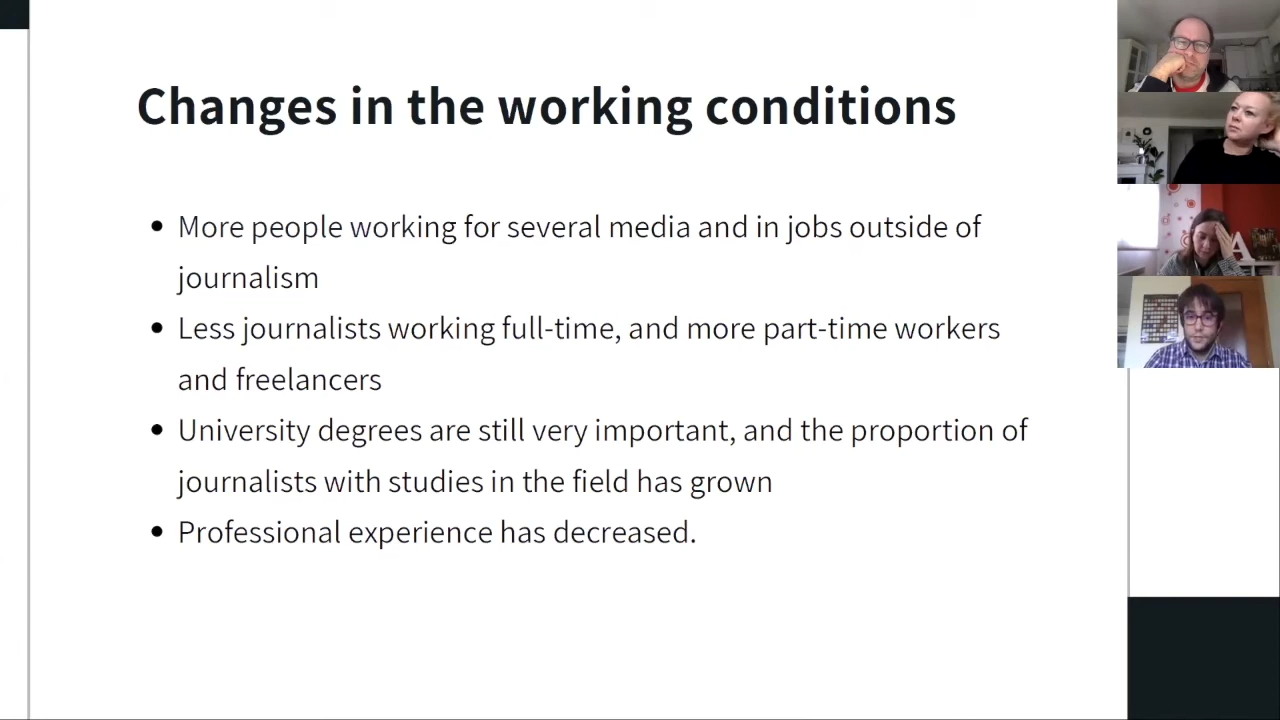 Changes in the working conditions
• More people working for several media and in jobs outside of
journalism
• Less journalists working full-time, and more part-time workers
and freelancers
• University degrees are still very important, and the proportion of
journalists with studies in the field has grown
• Professional experience has decreased.
A